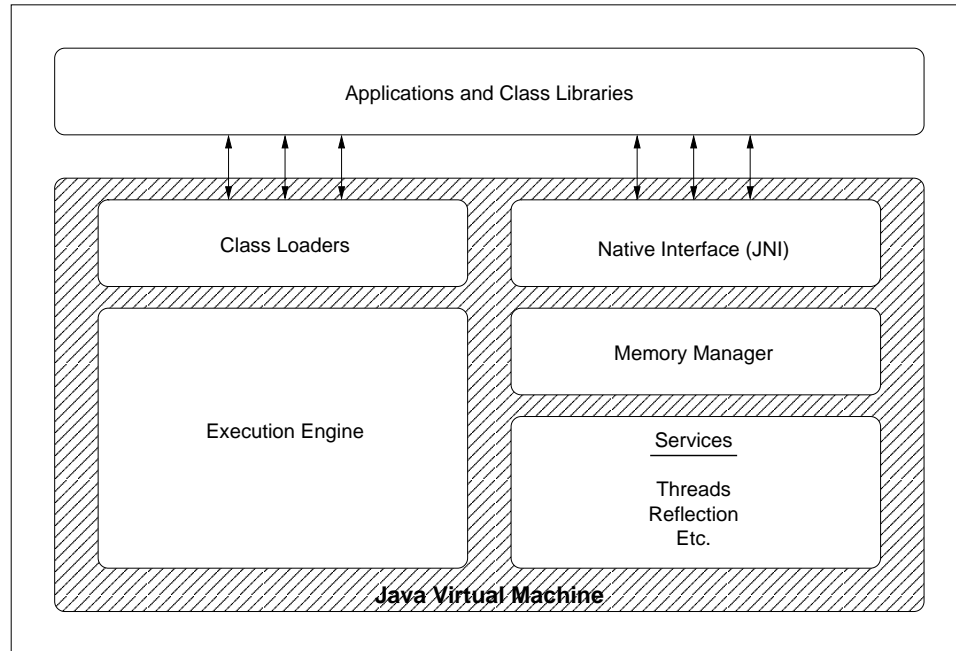 Applications and Class Libraries
Class Loaders
Native Interface (JNI)
Memory Manager
Execution Engine
Services
Threads
Reflection
Etc.
Java Virtual Machine